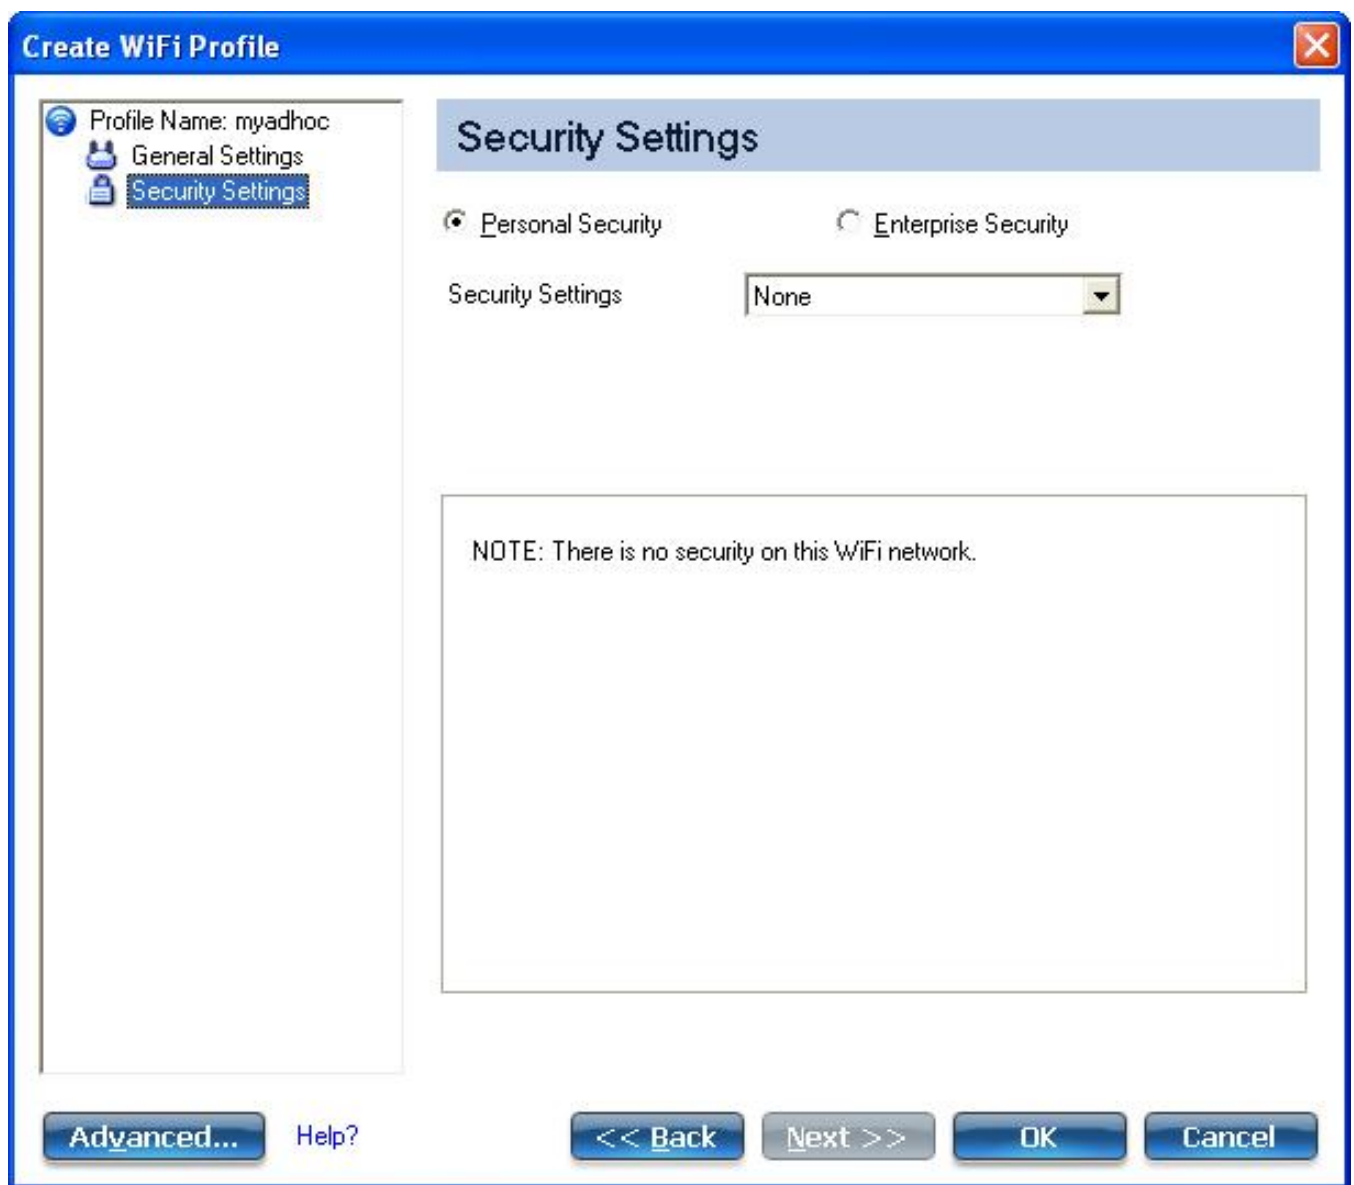 Create WiFi Profile
Profile Name: myadhoc
General Settings
Security Settings
Security Settings
Personal Security
Enterprise Security
Security Settings
None
NOTE: There is no security on this WiFi network.
Advanced...
Help?
<< Back
Next >>
OK
Cancel